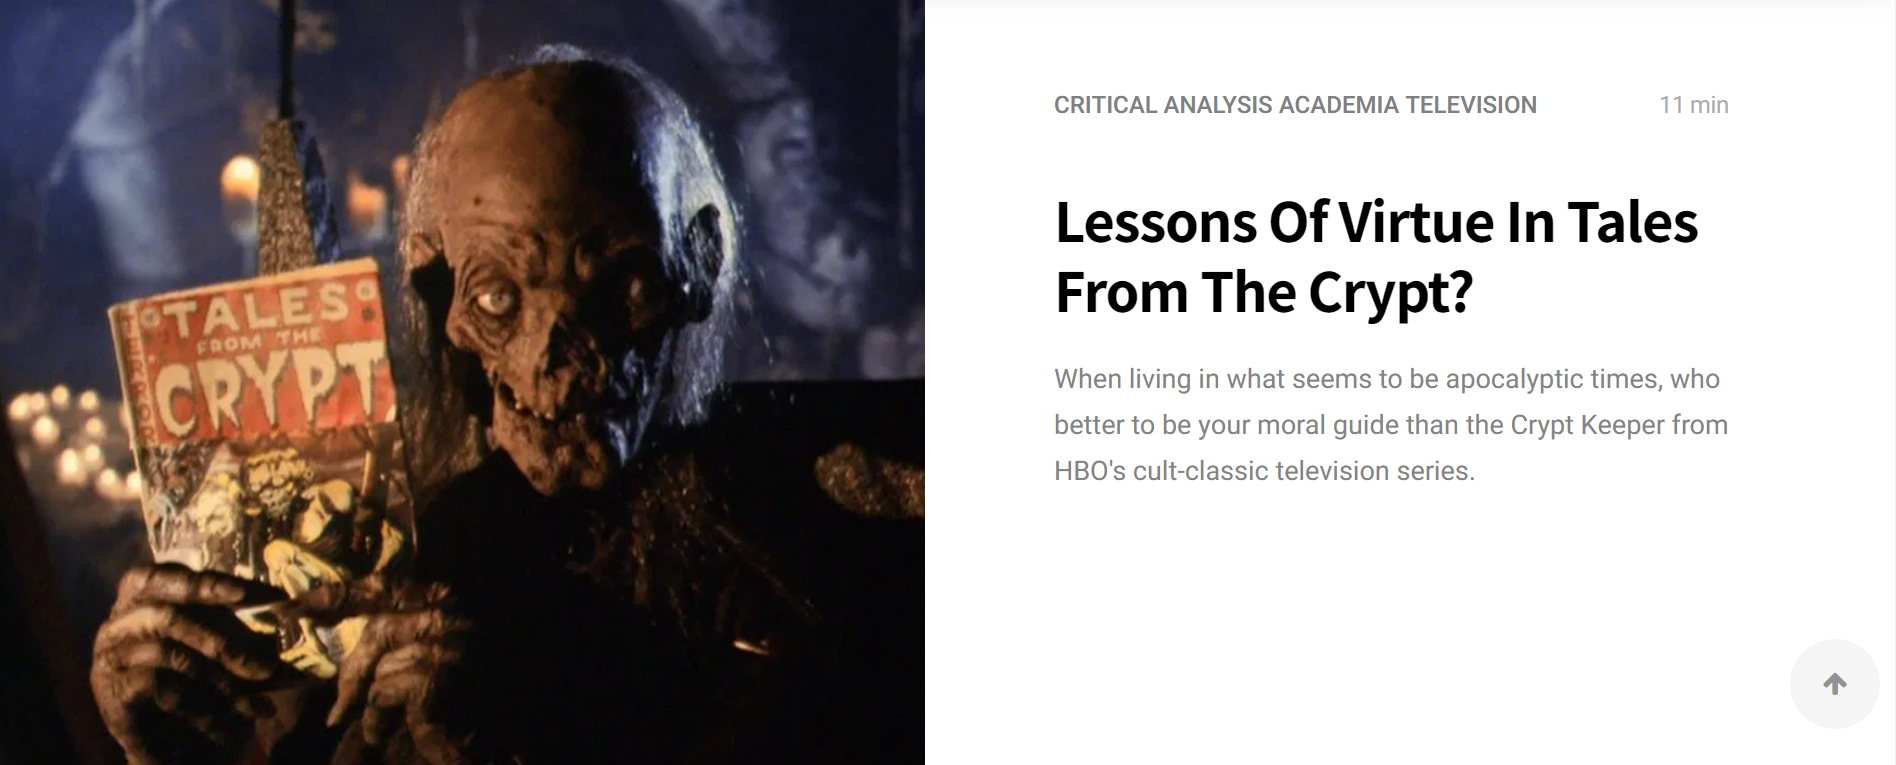 TALES
FROM THE
CRYPT
CRITICAL ANALYSIS ACADEMIA TELEVISION
11 min
Lessons Of Virtue In Tales
From The Crypt?
When living in what seems to be apocalyptic times, who
better to be your moral guide than the Crypt Keeper from
HBO's cult-classic television series.